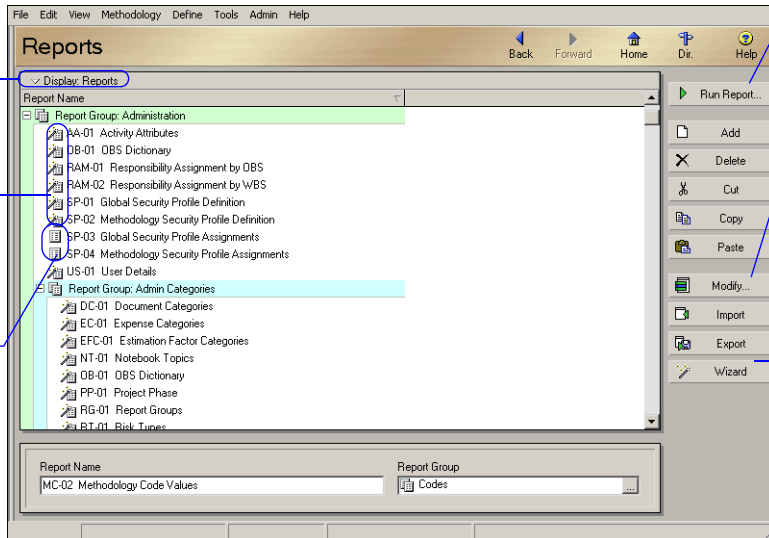 File Edit View Methodology Define Tools Admin Help
Reports
Back Forward Home Dir. Help
Display: Reports
Report Name
Report Group: Administration
AA-01 Activity Attributes
OB-01 OBS Dictionary
RAM-01 Responsibility Assignment by OBS
RAM-02 Responsibility Assignment by WBS
SP-01 Global Security Profile Definition
SP-02 Methodology Security Profile Definition
SP-03 Global Security Profile Assignments
SP-04 Methodology Security Profile Assignments
US-01 User Details
Report Group: Admin Categories
DC-01 Document Categories
EC-01 Expense Categories
EFC-01 Estimation Factor Categories
NT-01 Notebook Topics
OB-01 OBS Dictionary
PP-01 Project Phase
RG-01 Report Groups
RT-01 Risk Types
Run Report...
Add
Delete
Cut
Copy
Paste
Modify...
Import
Export
Wizard
Report Name
MC-02 Methodology Code Values
Report Group
Codes
...